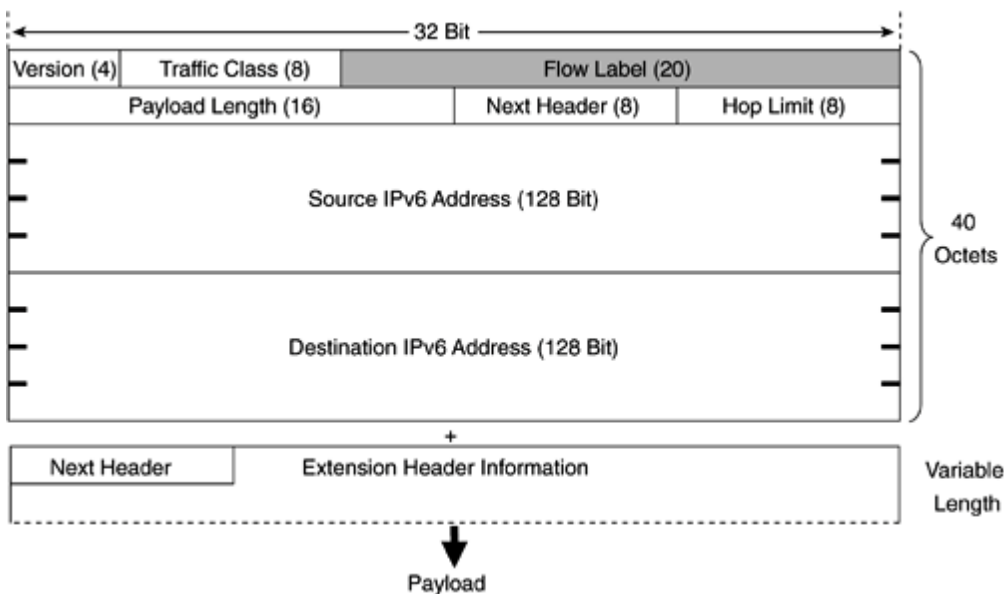 32 Bit
Version (4)
Traffic Class (8)
Flow Label (20)
Payload Length (16)
Next Header (8)
Hop Limit (8)
Source IPv6 Address (128 Bit)
40
Octets
Destination IPv6 Address (128 Bit)
+
Next Header
Extension Header Information
Variable
Length
Payload